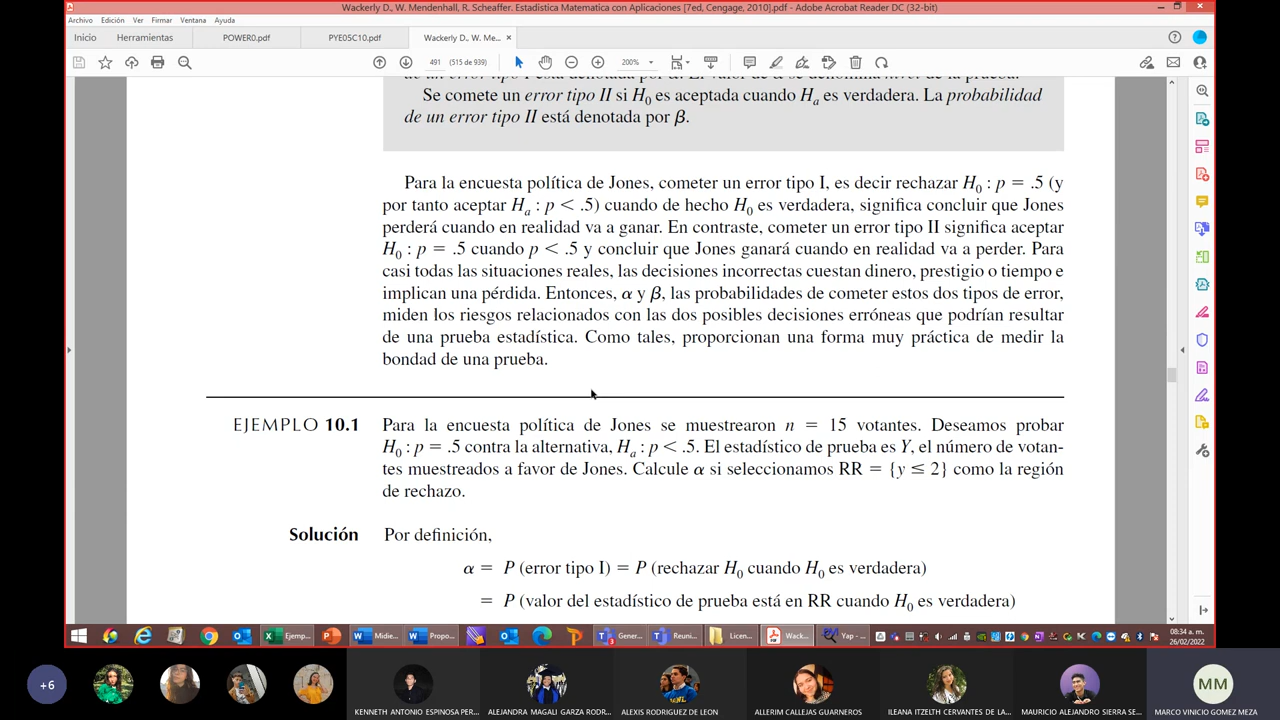 Wackerly D., W. Mendenhall, R. Scheaffer. Estadistica Matematica con Aplicaciones [7ed, Cengage, 2010].pdf - Adobe Acrobat Reader DC (32-bit)
Archivo Edición Ver Firmar Ventana Ayuda
Inicio Herramientas POWER0.pdf PYE05C10.pdf Wackerly D., W. Me... ×
491 (515 de 939) 200%
Se comete un error tipo II si H0 es aceptada cuando Ha es verdadera. La probabilidad
de un error tipo II está denotada por β.
Para la encuesta política de Jones, cometer un error tipo I, es decir rechazar H0 : p = .5 (y
por tanto aceptar Ha : p < .5) cuando de hecho H0 es verdadera, significa concluir que Jones
perderá cuando en realidad va a ganar. En contraste, cometer un error tipo II significa aceptar
H0 : p = .5 cuando p < .5 y concluir que Jones ganará cuando en realidad va a perder. Para
casi todas las situaciones reales, las decisiones incorrectas cuestan dinero, prestigio o tiempo e
implican una pérdida. Entonces, α y β, las probabilidades de cometer estos dos tipos de error,
miden los riesgos relacionados con las dos posibles decisiones erróneas que podrían resultar
de una prueba estadística. Como tales, proporcionan una forma muy práctica de medir la
bondad de una prueba.
EJEMPLO 10.1 Para la encuesta política de Jones se muestrearon n = 15 votantes. Deseamos probar
H0 : p = .5 contra la alternativa, Ha : p < .5. El estadístico de prueba es Y, el número de votan-
tes muestreados a favor de Jones. Calcule α si seleccionamos RR = {y ≤ 2} como la región
de rechazo.
Solución Por definición,
α = P (error tipo I) = P (rechazar H0 cuando H0 es verdadera)
= P (valor del estadístico de prueba está en RR cuando H0 es verdadera)
Ejemp... Midie... Propo... Gener... Reuni... Licen... Wack... Yap - ...
08:34 a.m.
26/02/2022
+6
KENNETH ANTONIO ESPINOSA PER...
ALEJANDRA MAGALI GARZA RODR...
ALEXIS RODRIGUEZ DE LEON
ALLERIM CALLEJAS GUARNEROS
ILEANA ITZELTH CERVANTES DE LA...
MAURICIO ALEJANDRO SIERRA SE...
MM
MARCO VINICIO GOMEZ MEZA